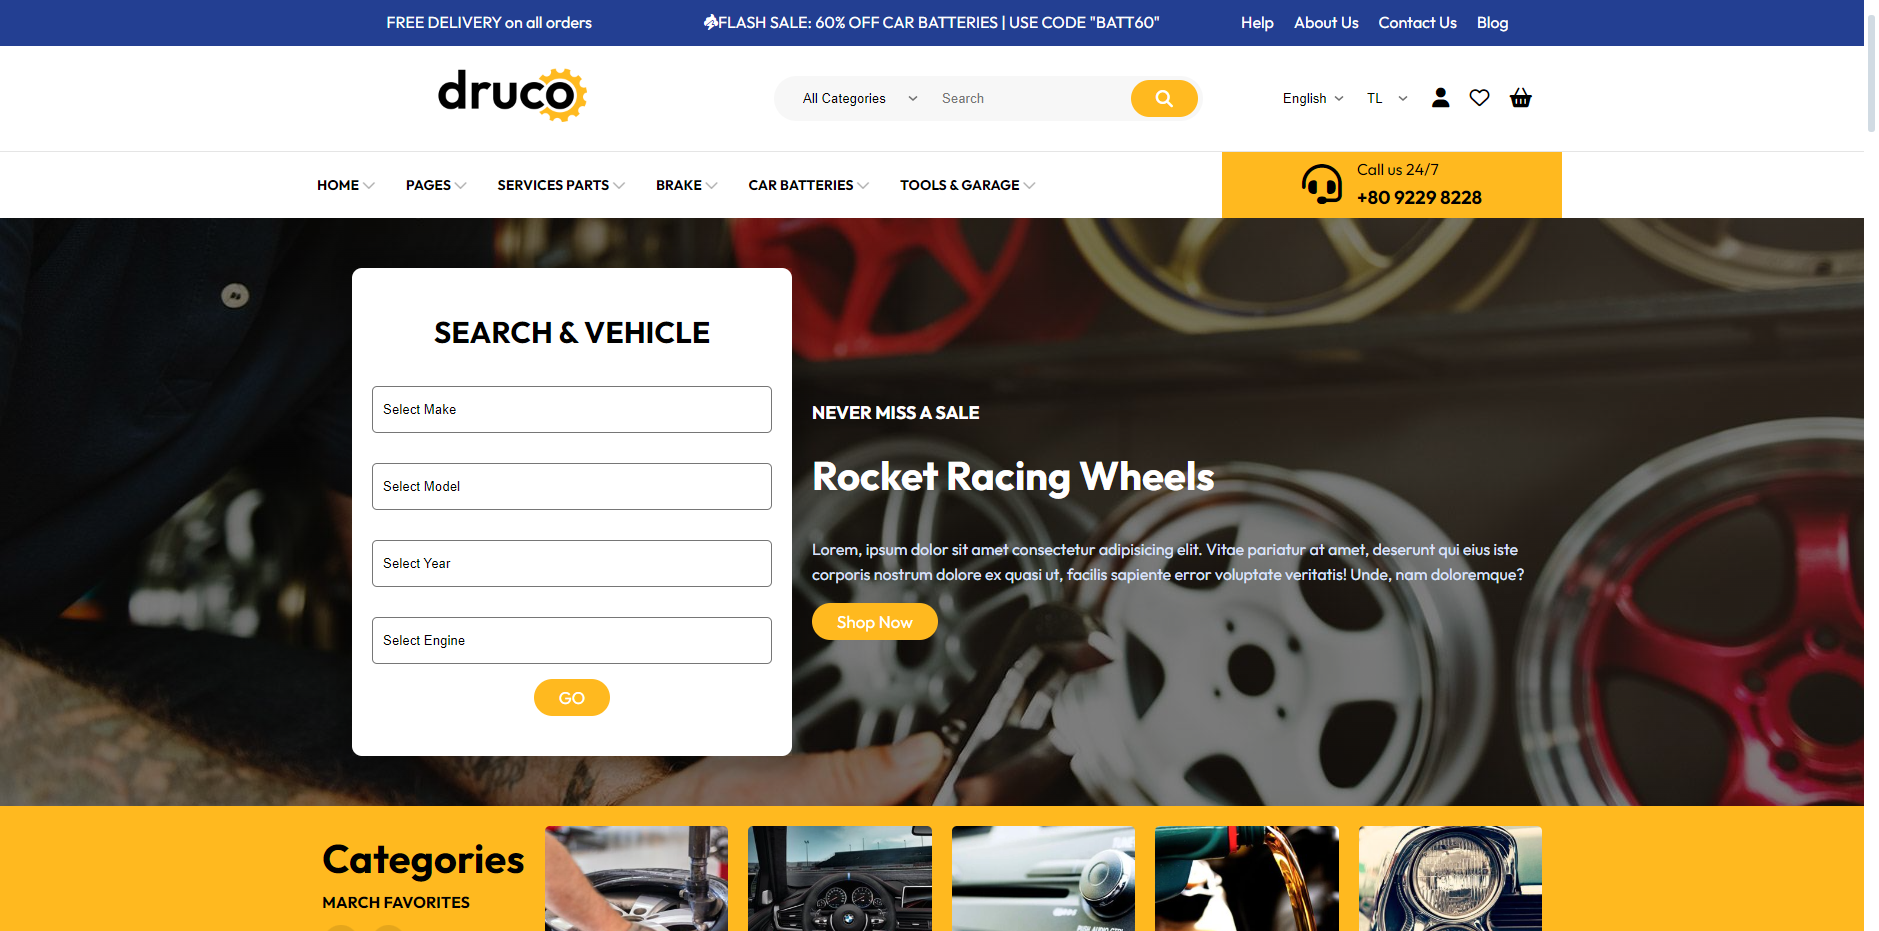 FREE DELIVERY on all orders
FLASH SALE: 60% OFF CAR BATTERIES | USE CODE "BATT60"
Help
About Us
Contact Us
Blog
druco
All Categories
Search
English
TL
HOME
PAGES
SERVICES PARTS
BRAKE
CAR BATTERIES
TOOLS & GARAGE
Call us 24/7
+80 9229 8228
SEARCH & VEHICLE
Select Make
Select Model
Select Year
Select Engine
GO
NEVER MISS A SALE
Rocket Racing Wheels
Lorem, ipsum dolor sit amet consectetur adipisicing elit. Vitae pariatur at amet, deserunt qui eius iste
corporis nostrum dolore ex quasi ut, facilis sapiente error voluptate veritatis! Unde, nam doloremque?
Shop Now
Categories
MARCH FAVORITES